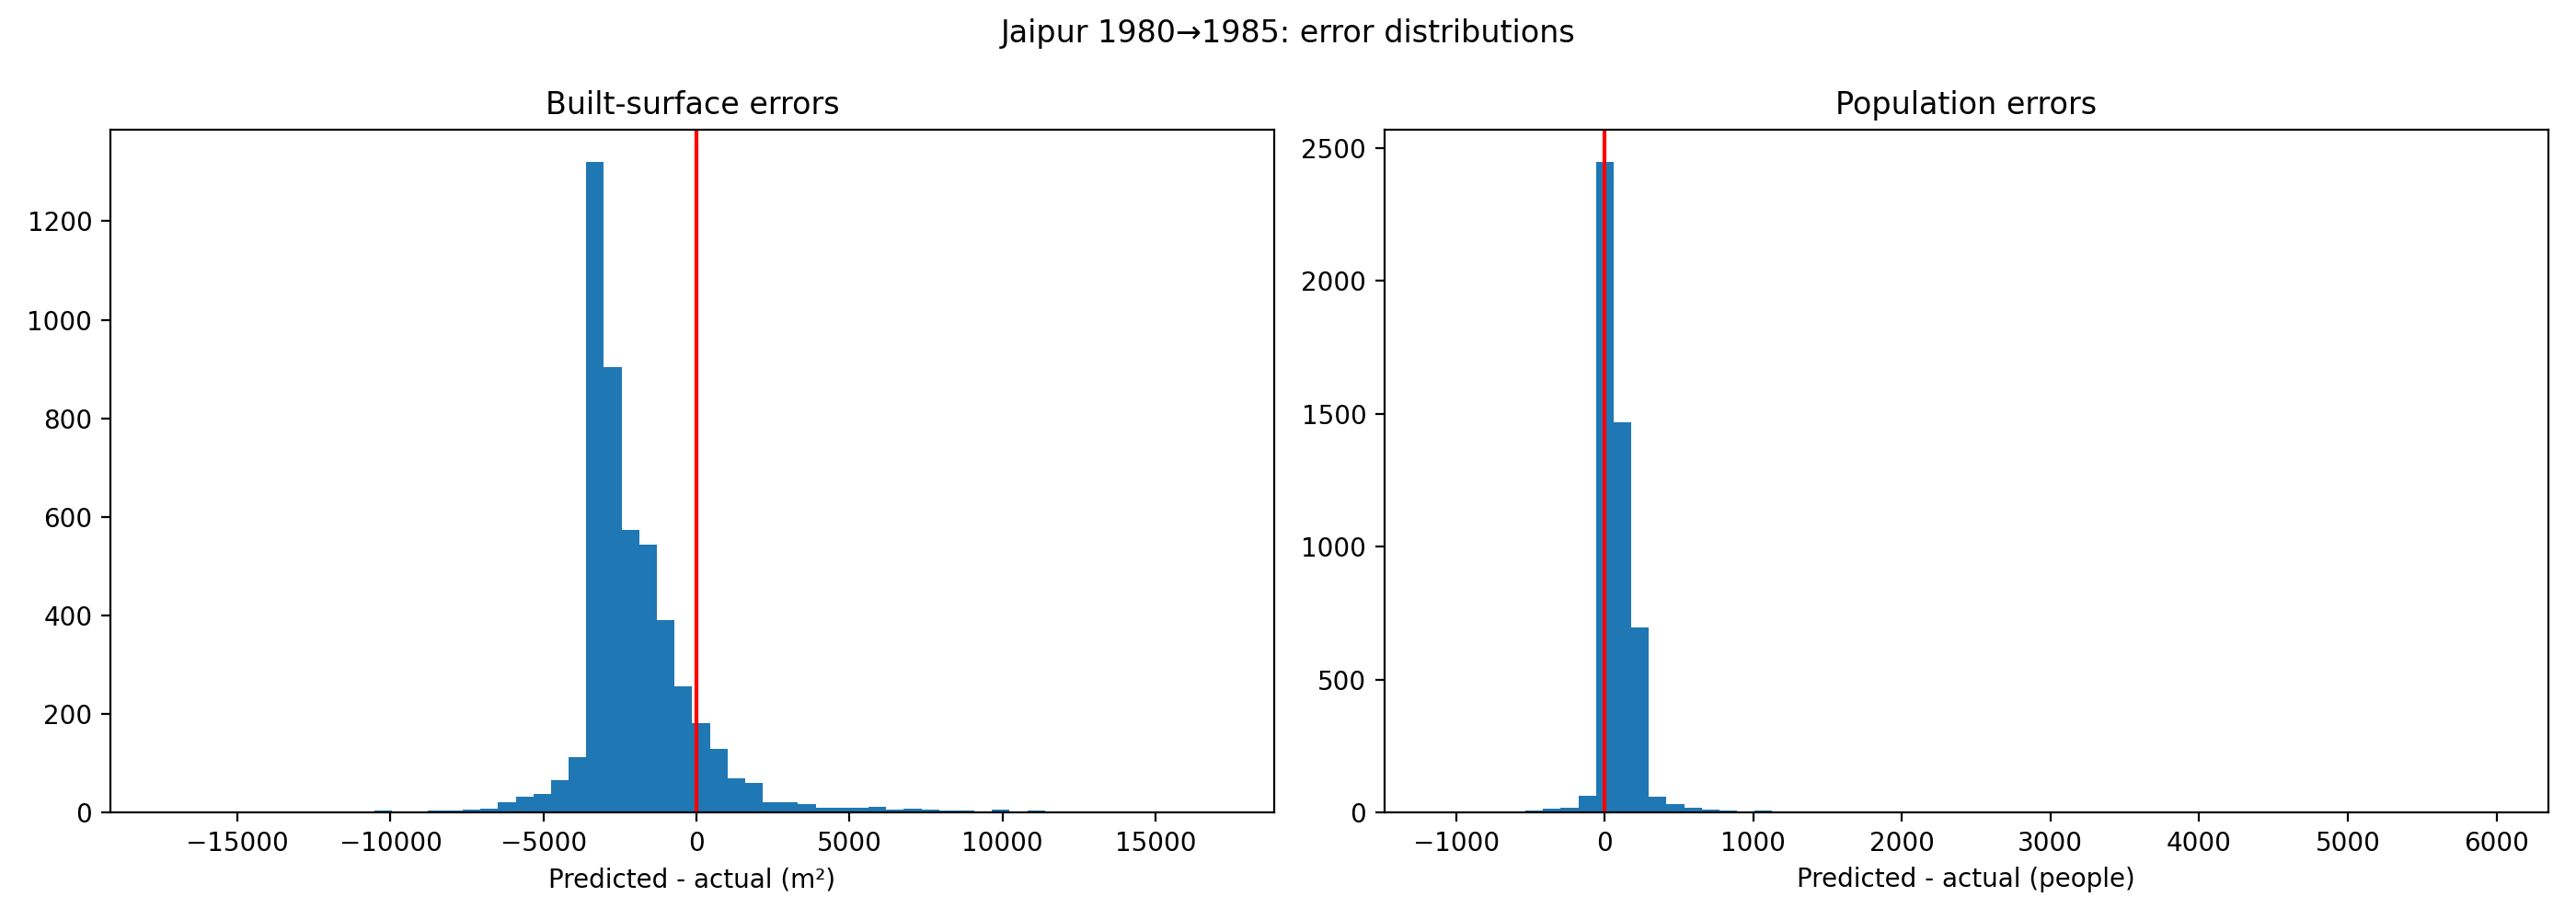 Jaipur 1980→1985: error distributions
Built-surface errors
1200
1000
800
600
400
200
0
−15000 −10000 −5000 0 5000 10000 15000
Predicted - actual (m²)
Population errors
2500
2000
1500
1000
500
0
−1000 0 1000 2000 3000 4000 5000 6000
Predicted - actual (people)